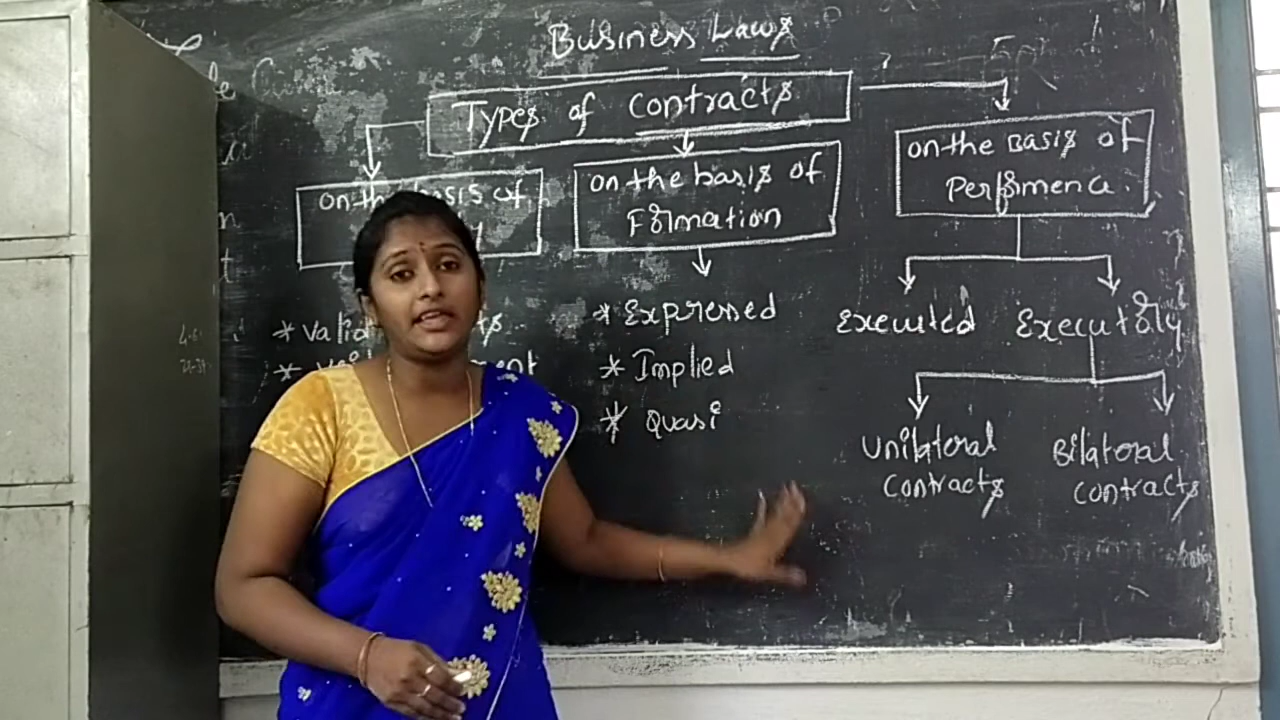 Business Laws
Types of Contracts
on the basis of
on the basis of
Formation
on the Basis of
Performence.
* Valid
*
* Expressed
* Implied
* Quasi
Executed Executory
Unilateral
Contracts
Bilateral
Contracts